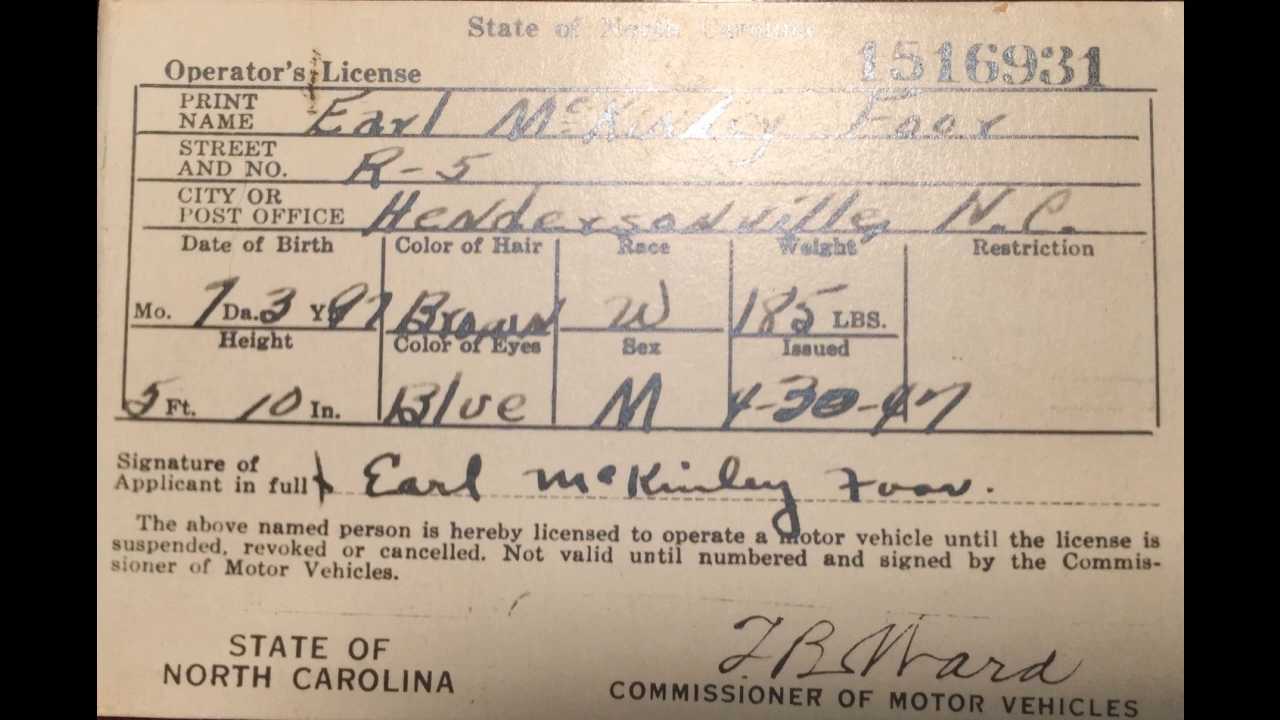 State of North Carolina
1516931
Operator's License
PRINT NAME Earl McKinley Foor
STREET AND NO. R-5
CITY OR POST OFFICE Hendersonville, N.C.
Date of Birth Color of Hair Race Weight Restriction
Mo. 7 Da. 3 Y 97 Brown W 185 LBS.
Height Color of Eyes Sex Issued
5 Ft. 10 In. Blue M 4-30-47
Signature of
Applicant in full Earl McKinley Foor.
The above named person is hereby licensed to operate a motor vehicle until the license is
suspended, revoked or cancelled. Not valid until numbered and signed by the Commis-
sioner of Motor Vehicles.
STATE OF
NORTH CAROLINA
T B Ward
COMMISSIONER OF MOTOR VEHICLES